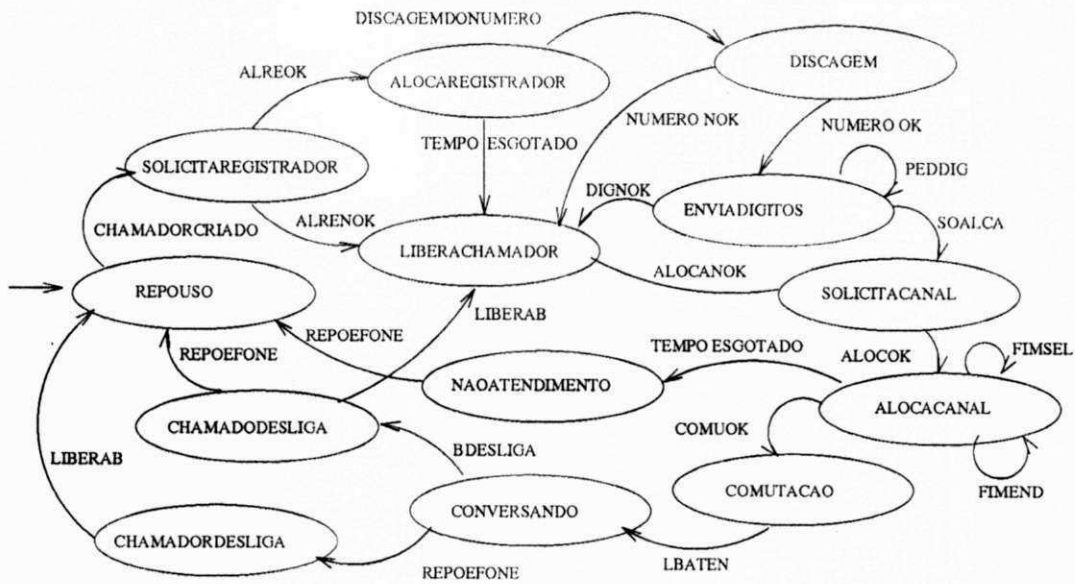 DISCAGEMDONUMERO
DISCAGEM
ALREOK
ALOCAREGISTRADOR
NUMERO NOK
NUMERO OK
TEMPO ESGOTADO
SOLICITAREGISTRADOR
PEDDIG
DIGNOK
ENVIADIGITOS
ALRENOK
SOALCA
CHAMADORCRIADO
LIBERACHAMADOR
ALOCANOK
REPOUSO
SOLICITACANAL
LIBERAB
REPOEFONE
REPOEFONE
TEMPO ESGOTADO
ALOCOK
FIMSEL
NAOATENDIMENTO
ALOCACANAL
CHAMADODESLIGA
COMUOK
BDESLIGA
LIBERAB
COMUTACAO
FIMEND
CONVERSANDO
CHAMADORDESLIGA
LBATEN
REPOEFONE